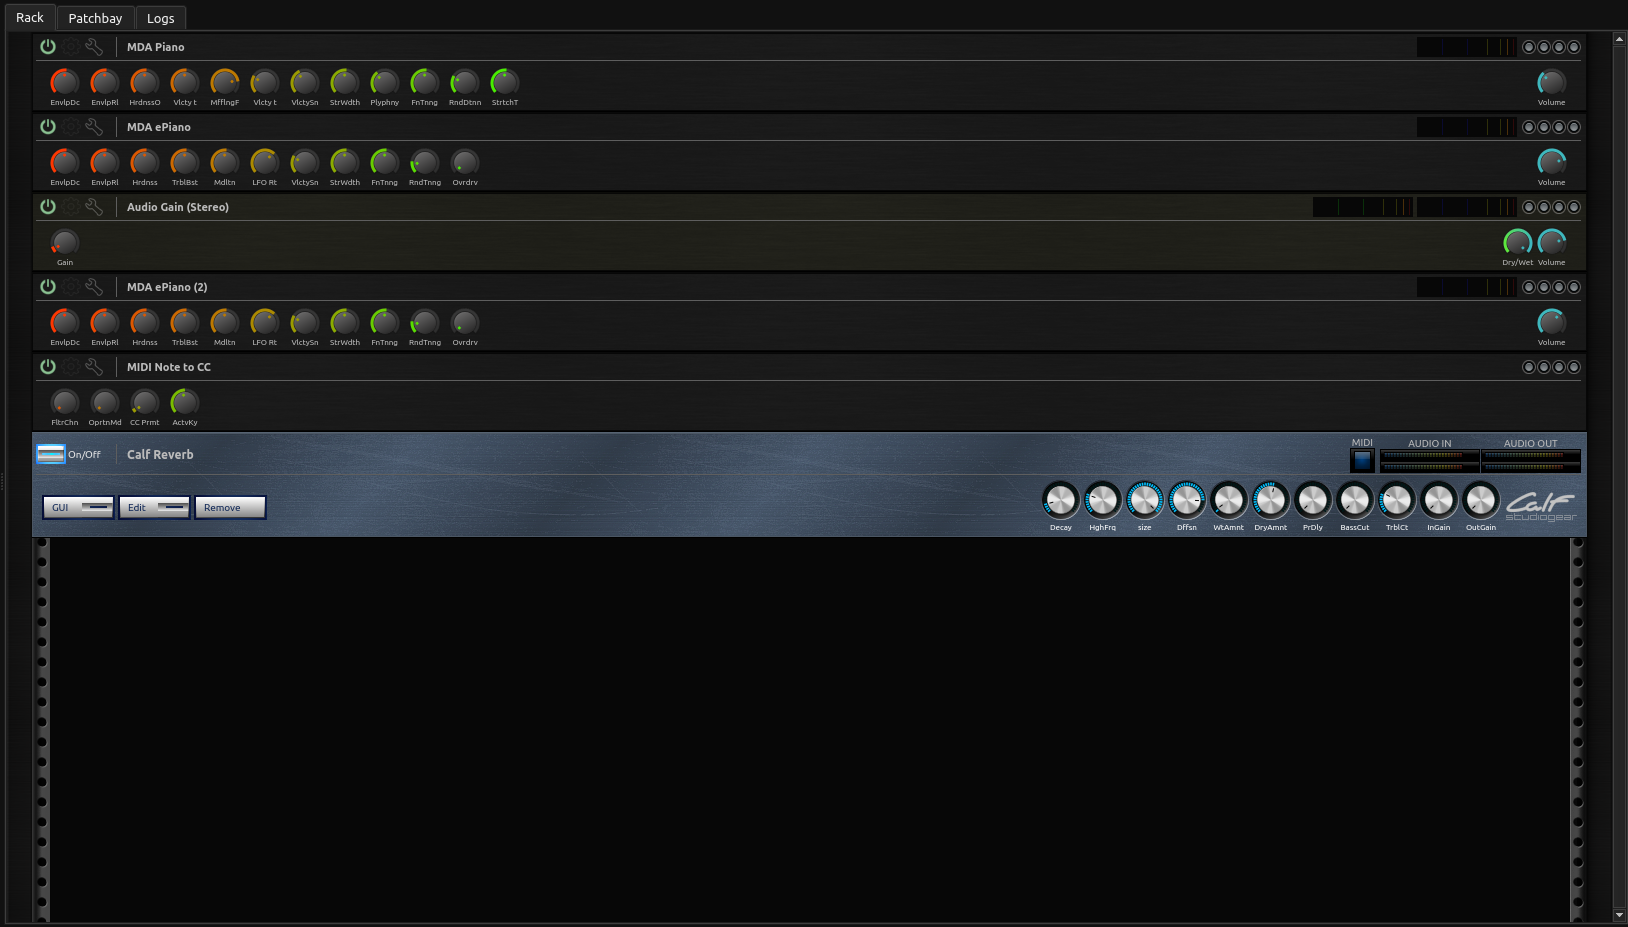 Rack Patchbay Logs
MDA Piano
EnvlpDc EnvlpRl HrdnssO Vlcty t MfflngF Vlcty t VlctySn StrWdth Plyphny FnTnng RndDtnn StrtchT Volume
MDA ePiano
EnvlpDc EnvlpRl Hrdnss TrblBst Mdltn LFO Rt VlctySn StrWdth FnTnng RndTnng Ovrdrv Volume
Audio Gain (Stereo)
Gain Dry/Wet Volume
MDA ePiano (2)
EnvlpDc EnvlpRl Hrdnss TrblBst Mdltn LFO Rt VlctySn StrWdth FnTnng RndTnng Ovrdrv Volume
MIDI Note to CC
FltrChn OprtnMd CC Prmt ActvKy
MIDI AUDIO IN AUDIO OUT
On/Off Calf Reverb
GUI Edit Remove
Calf
studiogear
Decay HghFrq size Dffsn WtAmnt DryAmnt PrDly BassCut TrblCt InGain OutGain